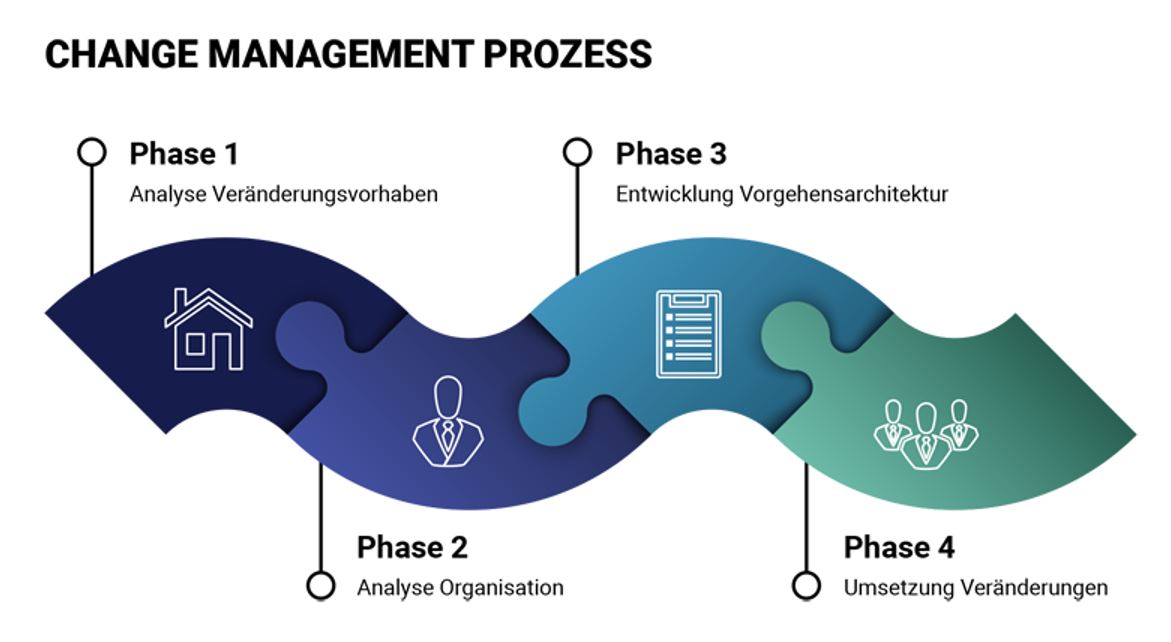 CHANGE MANAGEMENT PROZESS
Phase 1
Analyse Veränderungsvorhaben
Phase 3
Entwicklung Vorgehensarchitektur
Phase 2
Analyse Organisation
Phase 4
Umsetzung Veränderungen